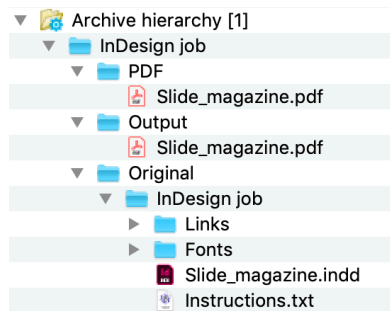 Archive hierarchy [1]
InDesign job
PDF
Slide_magazine.pdf
Output
Slide_magazine.pdf
Original
InDesign job
Links
Fonts
Slide_magazine.indd
Instructions.txt